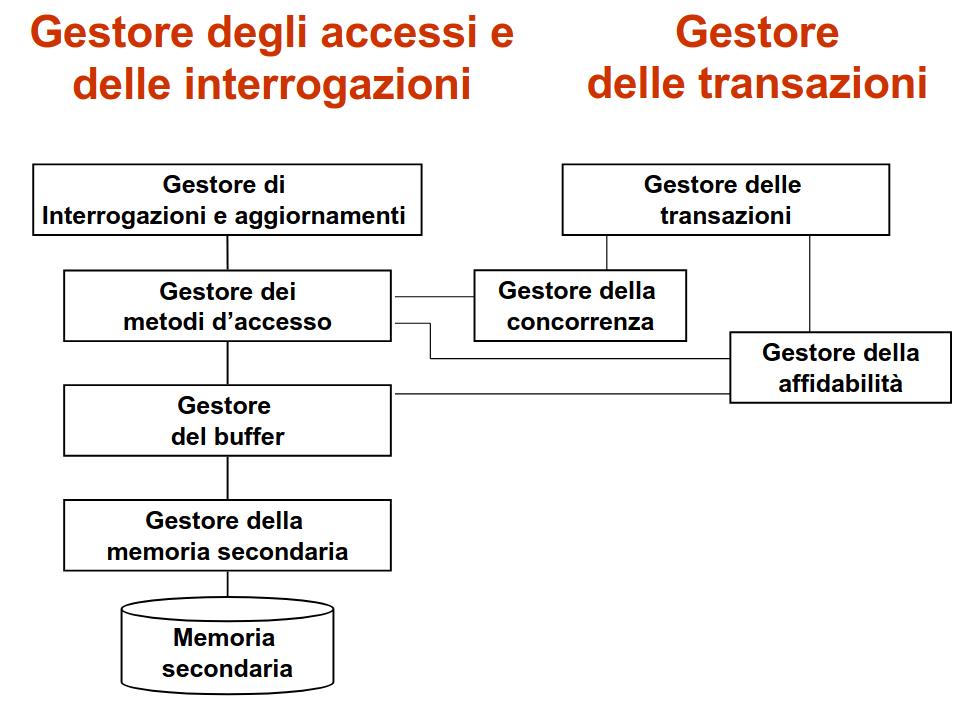 Gestore degli accessi e
delle interrogazioni
Gestore
delle transazioni
Gestore di
Interrogazioni e aggiornamenti
Gestore delle
transazioni
Gestore dei
metodi d'accesso
Gestore della
concorrenza
Gestore della
affidabilità
Gestore
del buffer
Gestore della
memoria secondaria
Memoria
secondaria